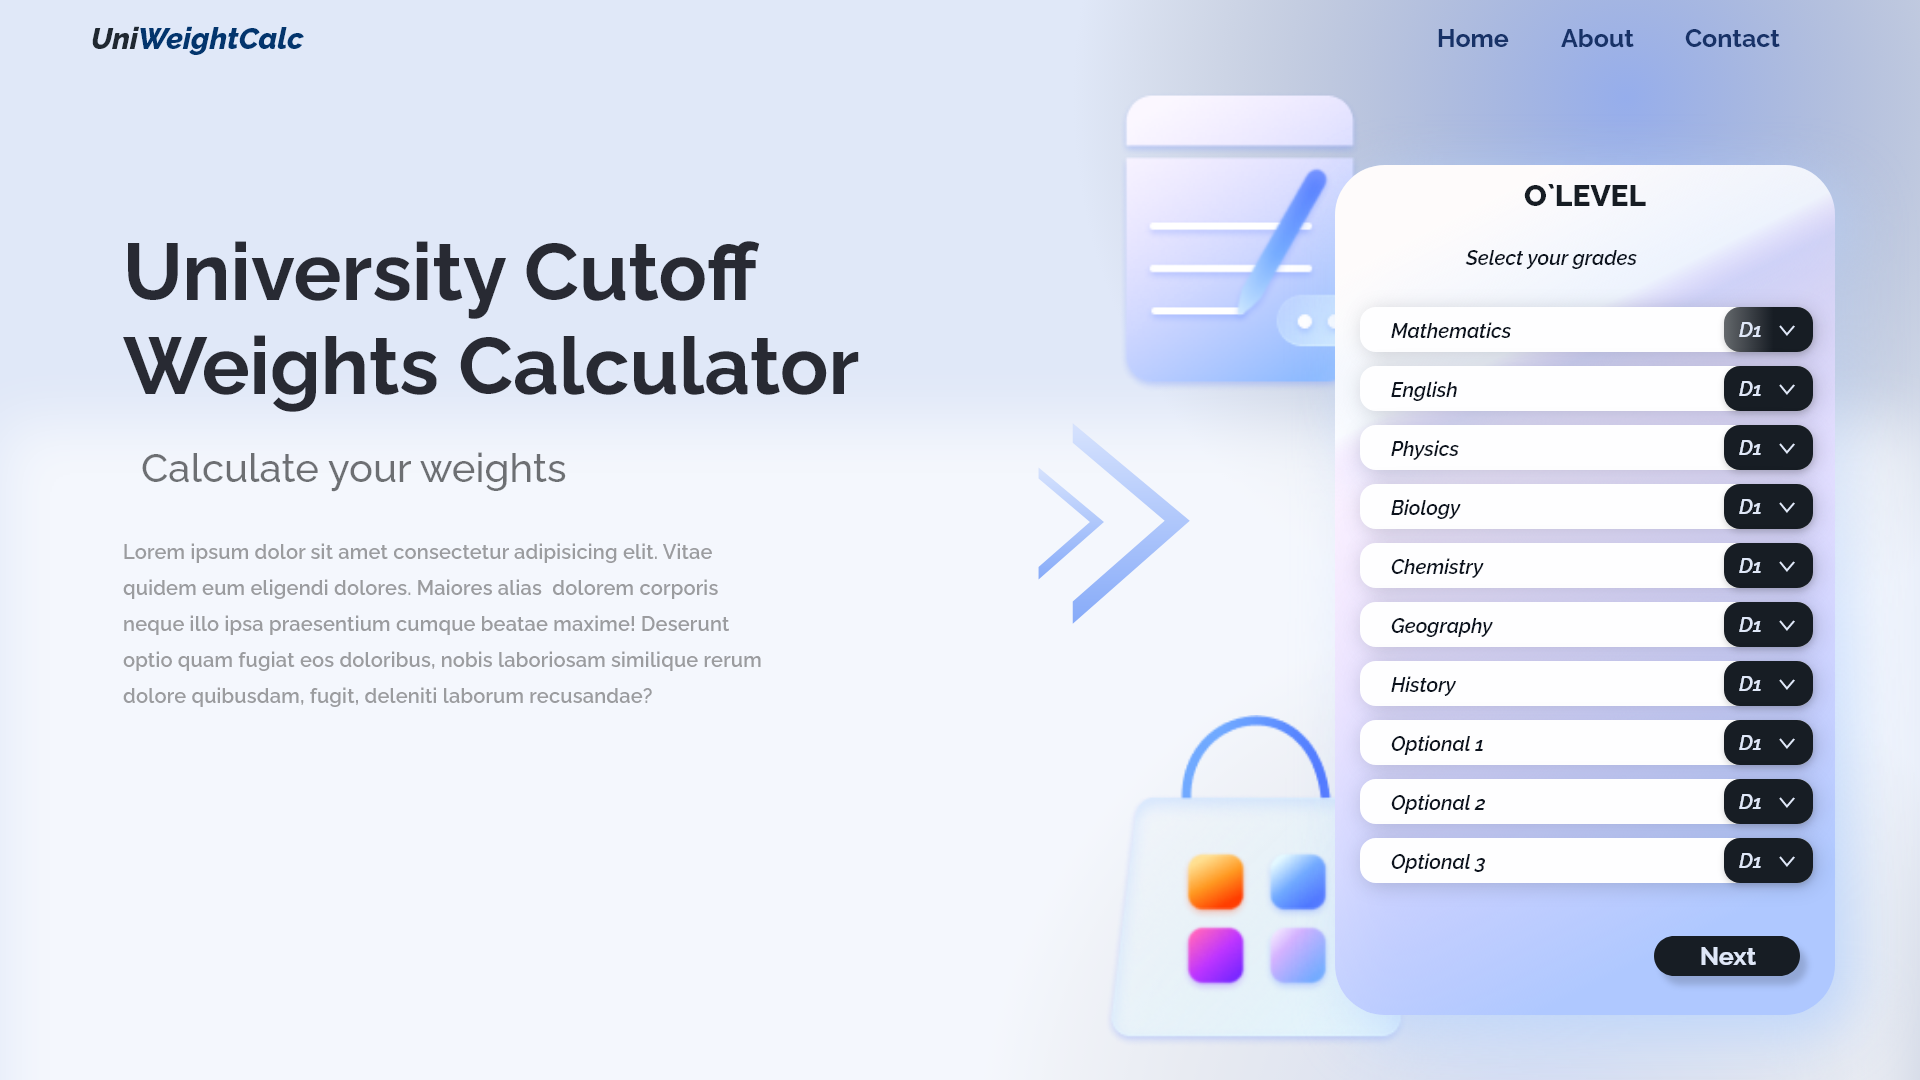 UniWeightCalc
Home About Contact
University Cutoff
Weights Calculator
Calculate your weights
Lorem ipsum dolor sit amet consectetur adipisicing elit. Vitae
quidem eum eligendi dolores. Maiores alias  dolorem corporis
neque illo ipsa praesentium cumque beatae maxime! Deserunt
optio quam fugiat eos doloribus, nobis laboriosam similique rerum
dolore quibusdam, fugit, deleniti laborum recusandae?
O`LEVEL
Select your grades
Mathematics D1
English D1
Physics D1
Biology D1
Chemistry D1
Geography D1
History D1
Optional 1 D1
Optional 2 D1
Optional 3 D1
Next